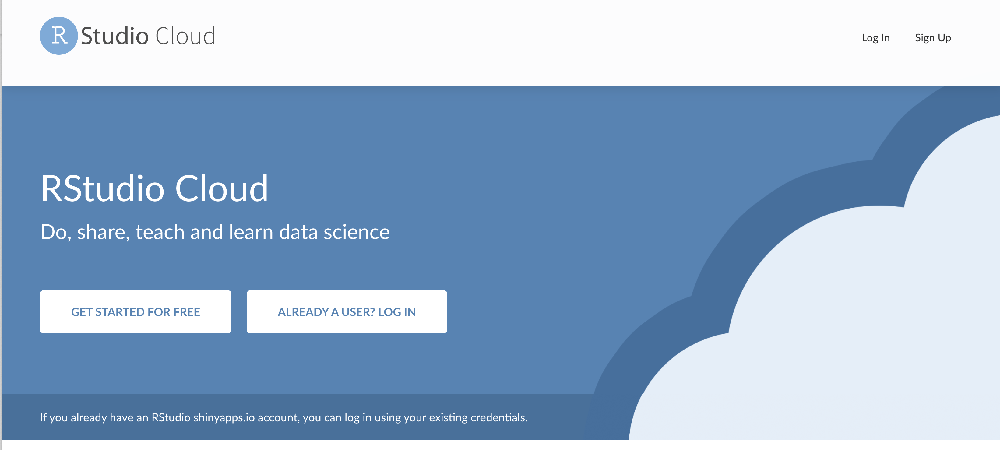 RStudio Cloud
Log In
Sign Up
RStudio Cloud
Do, share, teach and learn data science
GET STARTED FOR FREE
ALREADY A USER? LOG IN
If you already have an RStudio shinyapps.io account, you can log in using your existing credentials.